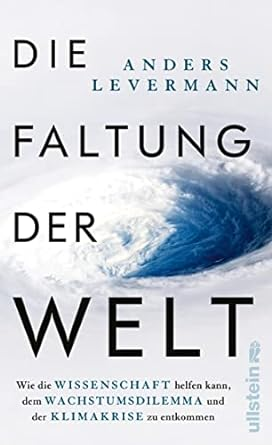 DIE
ANDERS
LEVERMANN
FALTUNG
DER
WELT
Wie die WISSENSCHAFT helfen kann,
dem WACHSTUMSDILEMMA und
der KLIMAKRISE zu entkommen
ullstein